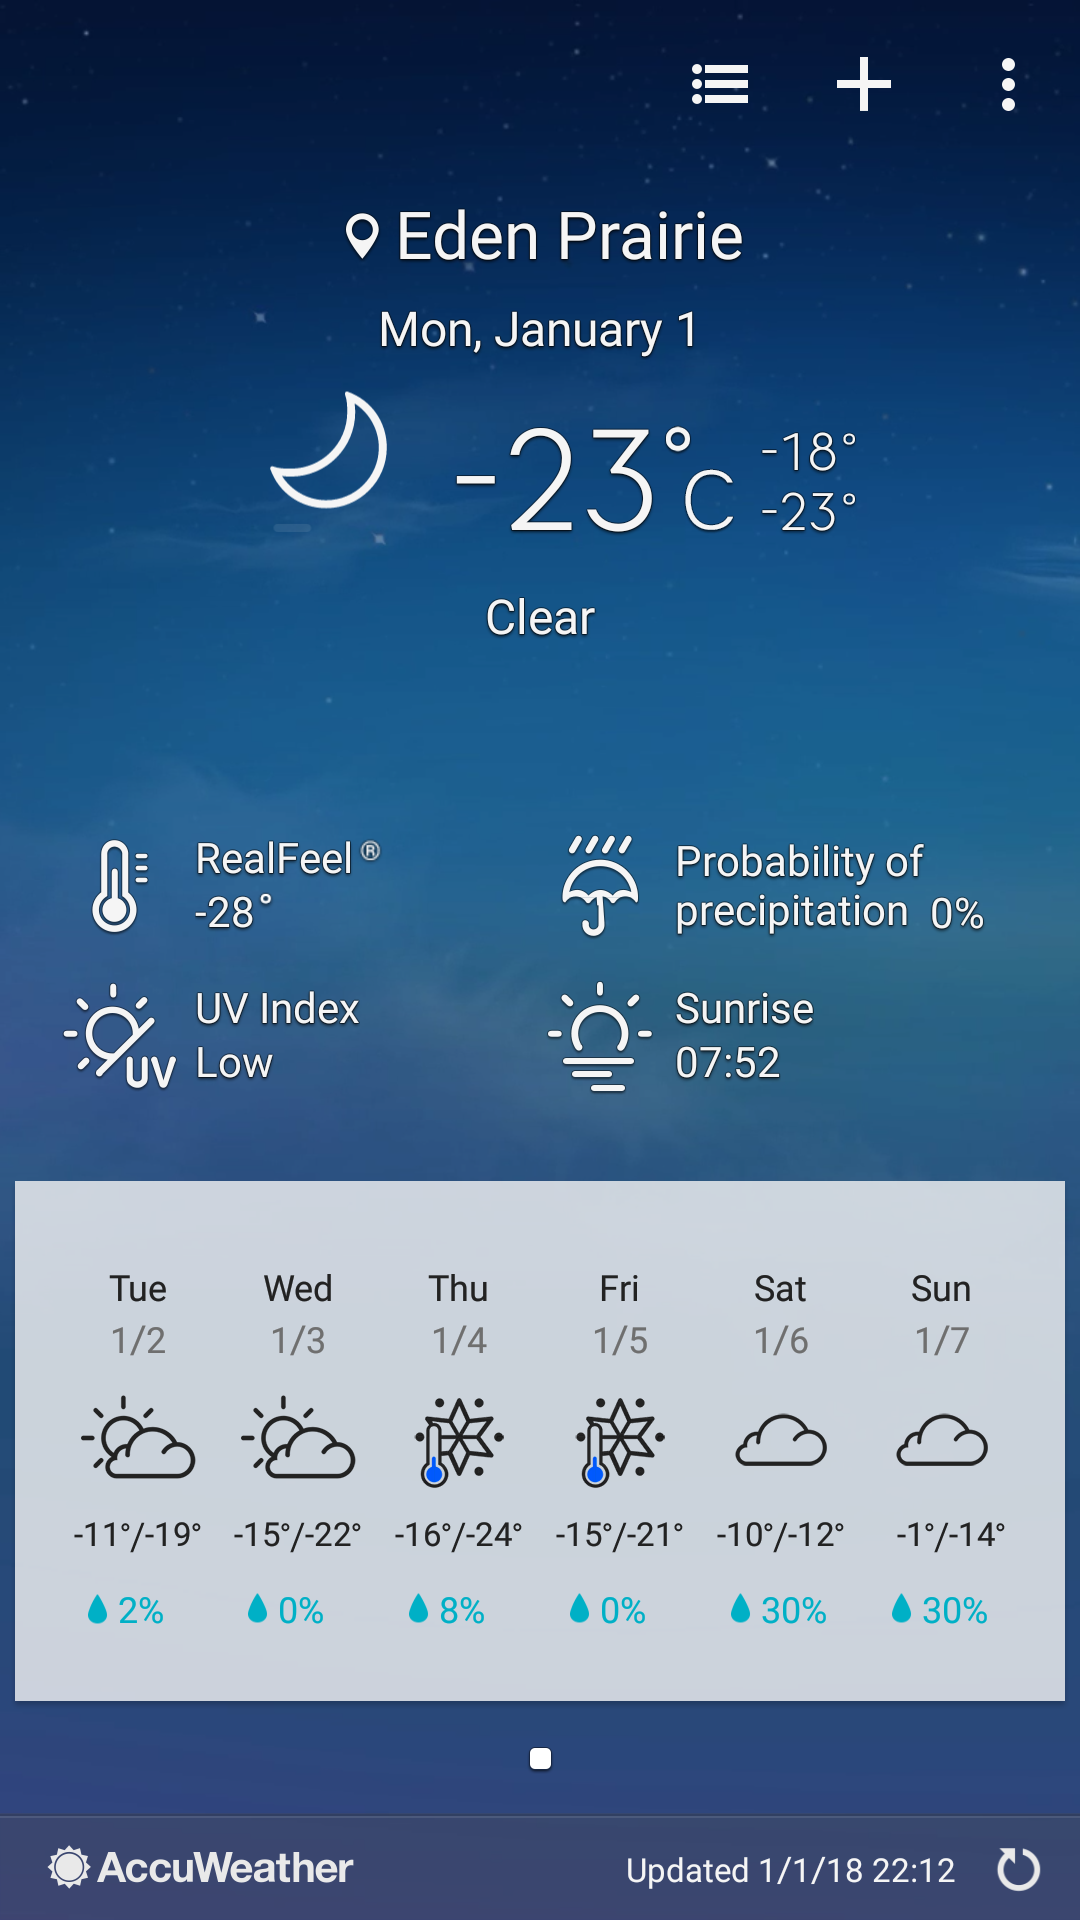 Eden Prairie
Mon, January 1
-23°C
-18°
-23°
Clear
RealFeel®
-28°
Probability of
precipitation 0%
UV
UV Index
Low
Sunrise
07:52
Tue Wed Thu Fri Sat Sun
1/2 1/3 1/4 1/5 1/6 1/7
-11°/-19° -15°/-22° -16°/-24° -15°/-21° -10°/-12° -1°/-14°
2% 0% 8% 0% 30% 30%
AccuWeather Updated 1/1/18 22:12